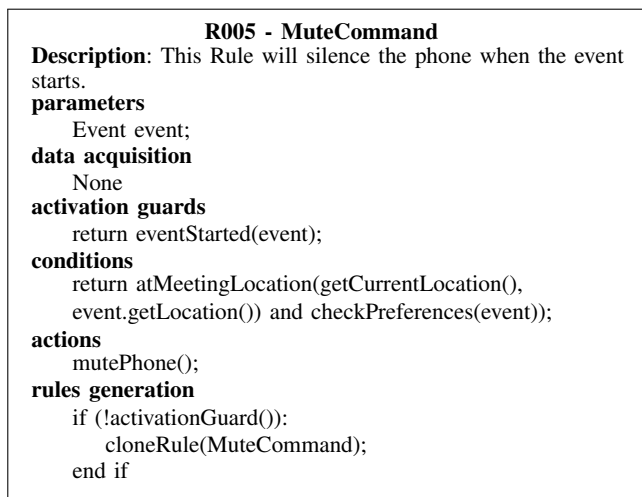 R005 - MuteCommand
Description: This Rule will silence the phone when the event
starts.
parameters
Event event;
data acquisition
None
activation guards
return eventStarted(event);
conditions
return atMeetingLocation(getCurrentLocation(),
event.getLocation()) and checkPreferences(event));
actions
mutePhone();
rules generation
if (!activationGuard()):
cloneRule(MuteCommand);
end if